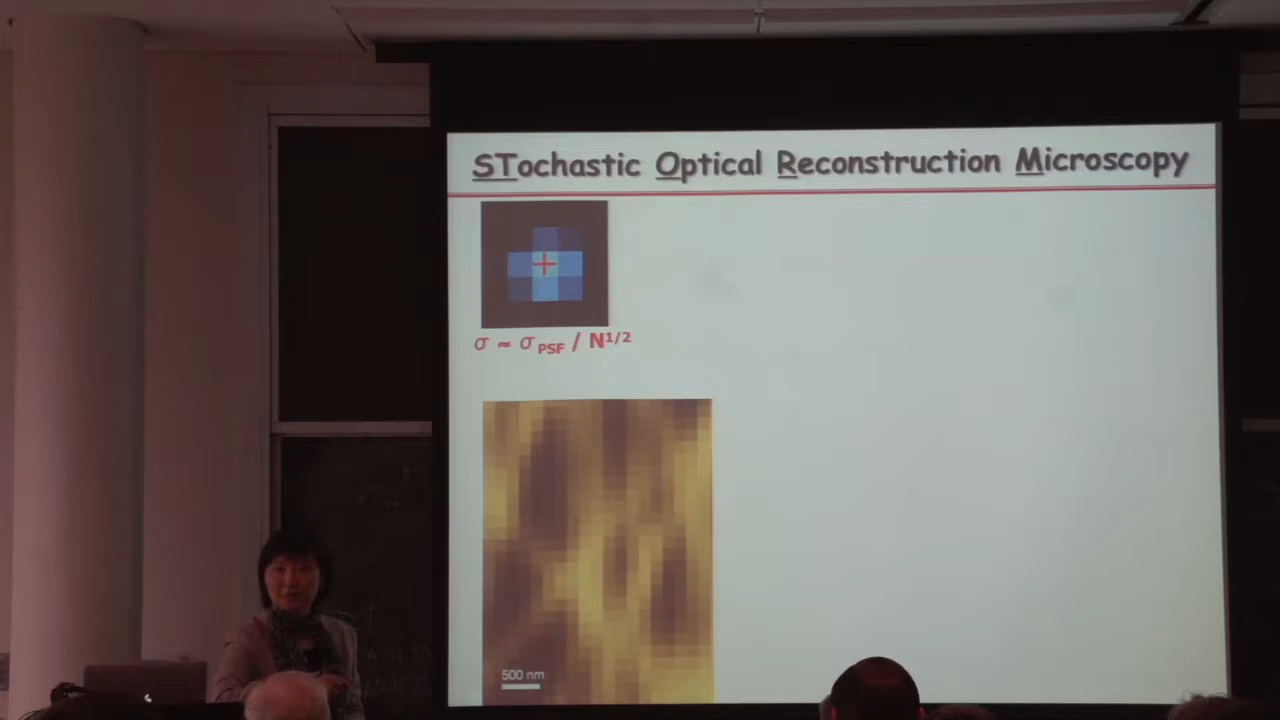 STochastic Optical Reconstruction Microscopy
σ ≈ σPSF / N1/2
500 nm